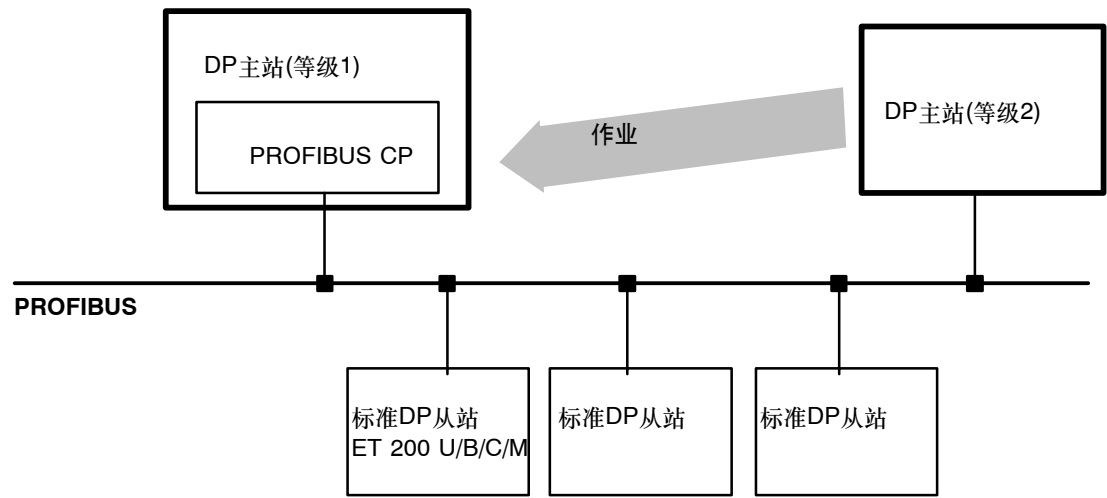 DP主站(等级1)
PROFIBUS CP
作业
DP主站(等级2)
PROFIBUS
标准DP从站
ET 200 U/B/C/M
标准DP从站
标准DP从站